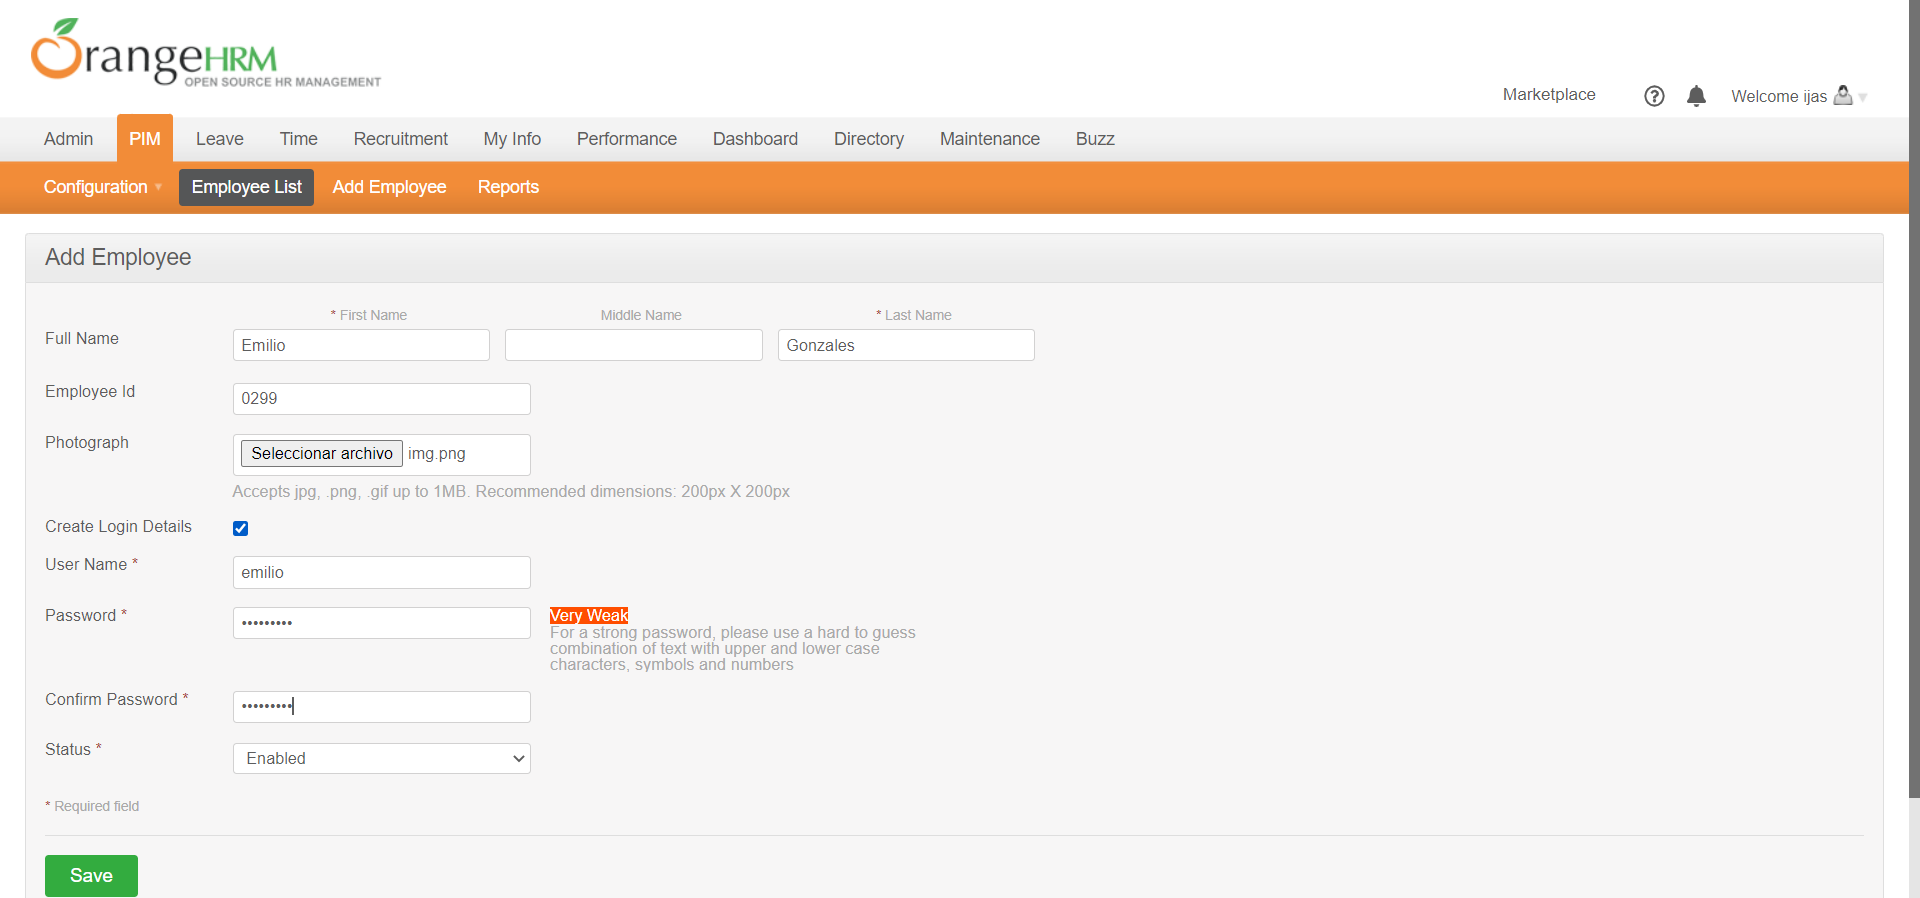 OrangeHRM
OPEN SOURCE HR MANAGEMENT
Marketplace
Welcome ijas
Admin PIM Leave Time Recruitment My Info Performance Dashboard Directory Maintenance Buzz
Configuration Employee List Add Employee Reports
Add Employee
* First Name Middle Name * Last Name
Full Name Emilio Gonzales
Employee Id 0299
Photograph Seleccionar archivo img.png
Accepts jpg, .png, .gif up to 1MB. Recommended dimensions: 200px X 200px
Create Login Details
User Name * emilio
Password * ••••••••• Very Weak
For a strong password, please use a hard to guess
combination of text with upper and lower case
characters, symbols and numbers
Confirm Password * •••••••••
Status * Enabled
* Required field
Save